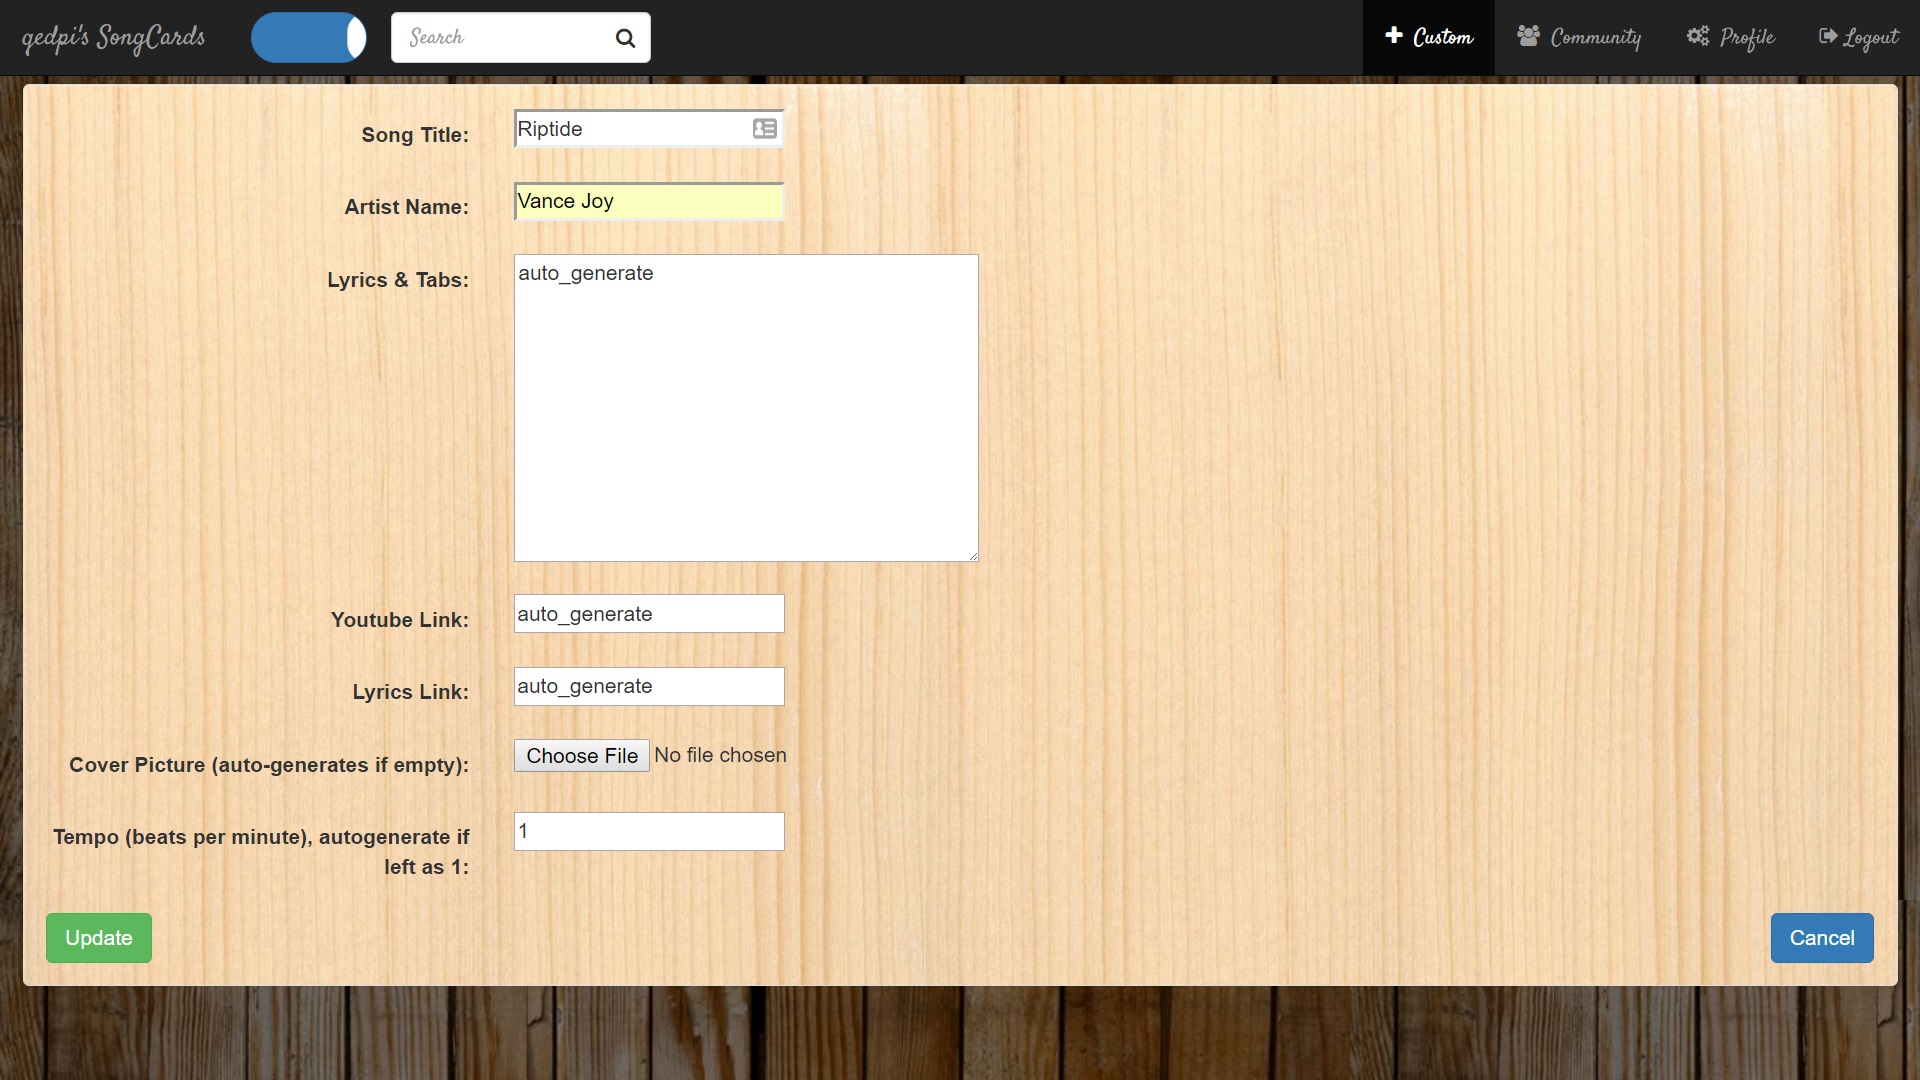 qedpi's SongCards
Search
Custom
Community
Profile
Logout
Song Title:
Riptide
Artist Name:
Vance Joy
Lyrics & Tabs:
auto_generate
Youtube Link:
auto_generate
Lyrics Link:
auto_generate
Cover Picture (auto-generates if empty):
Choose File No file chosen
Tempo (beats per minute), autogenerate if
left as 1:
1
Update
Cancel